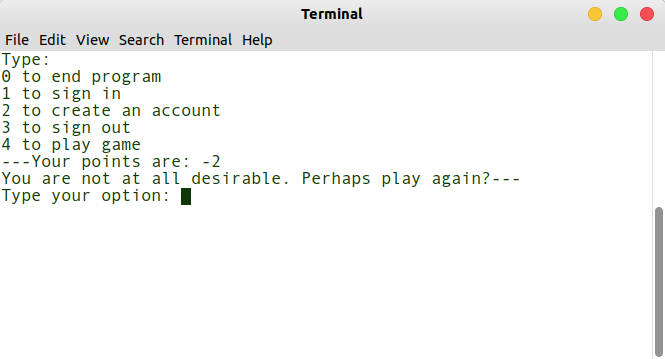 Terminal
File Edit View Search Terminal Help
Type:
0 to end program
1 to sign in
2 to create an account
3 to sign out
4 to play game
---Your points are: -2
You are not at all desirable. Perhaps play again?---
Type your option: